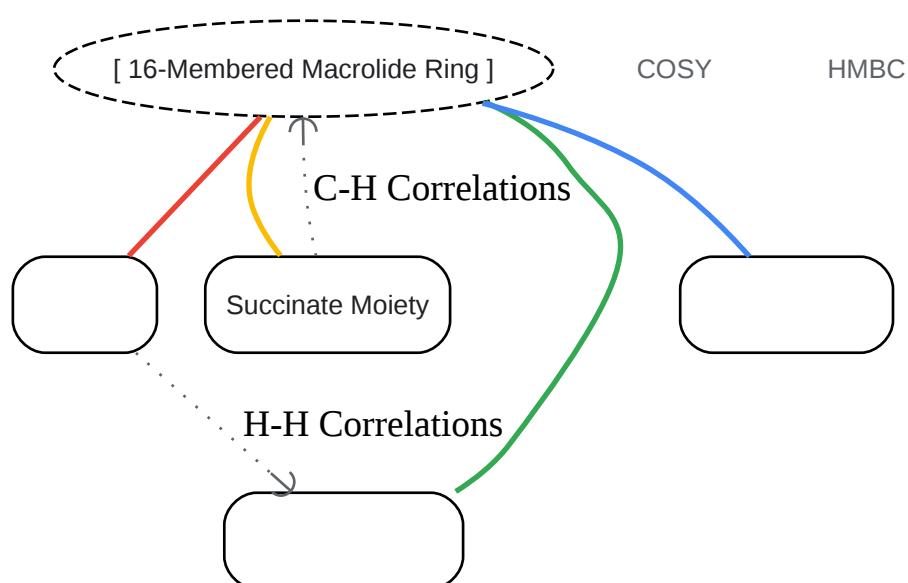 [ 16-Membered Macrolide Ring ]
COSY
HMBC
C-H Correlations
Succinate Moiety
H-H Correlations